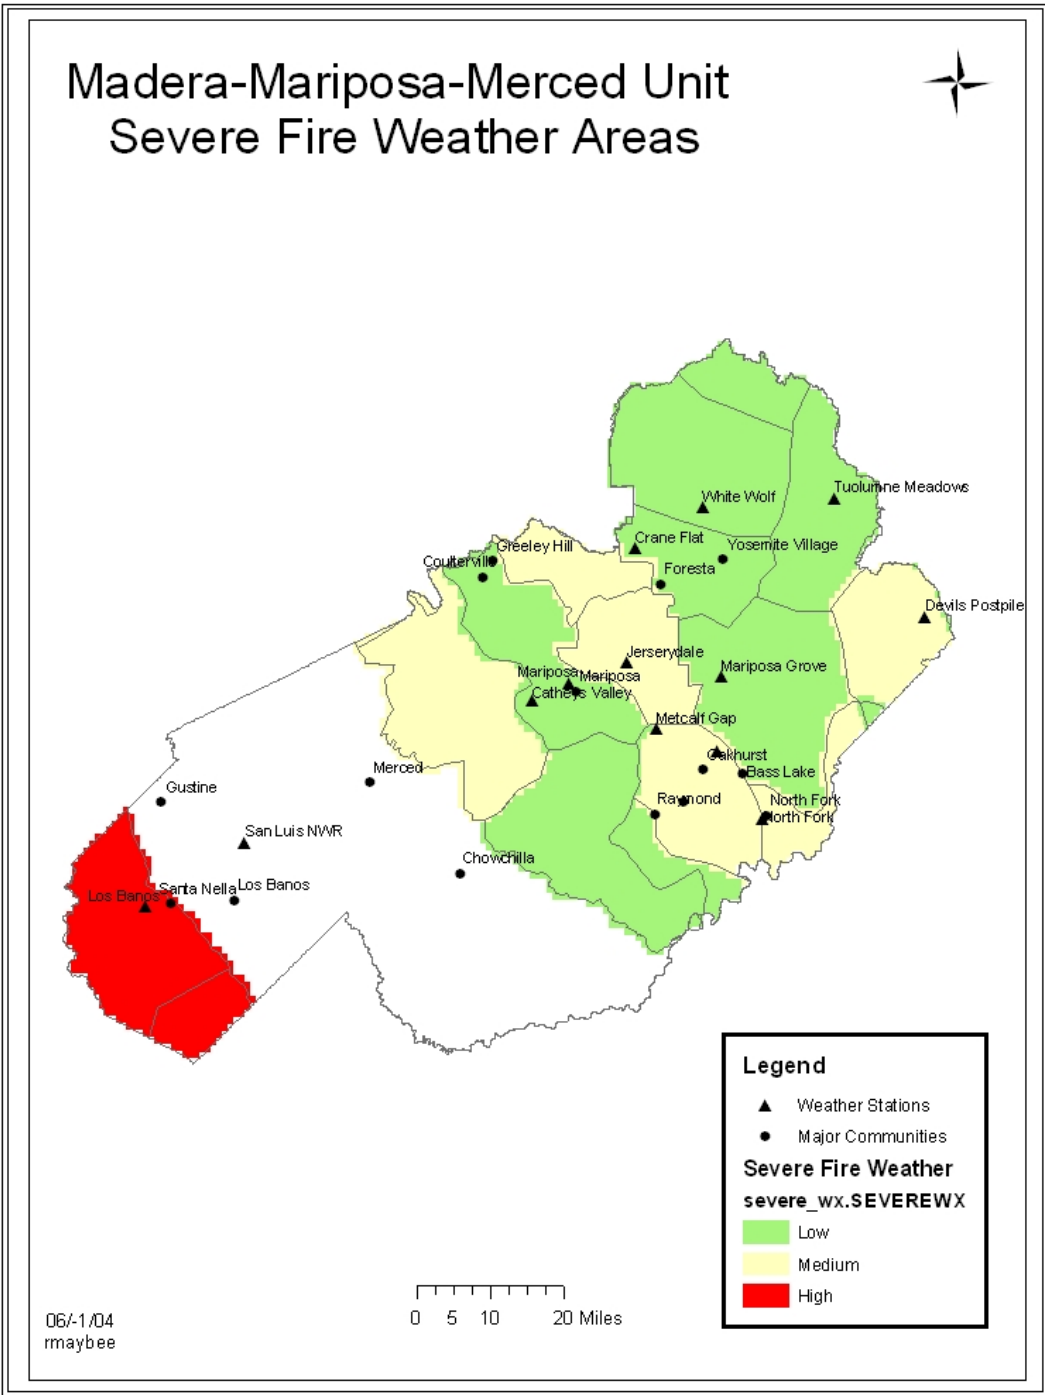 Madera-Mariposa-Merced Unit
Severe Fire Weather Areas
White Wolf
Tuolumne Meadows
Crane Flat
Yosemite Village
Greeley Hill
Coulterville
Foresta
Devils Postpile
Jerserydale
Mariposa Grove
Mariposa
Mariposa
Catheys Valley
Metcalf Gap
Oakhurst
Bass Lake
Merced
Gustine
Raymond
North Fork
North Fork
San Luis NWR
Chowchilla
Los Banos
Santa Nella
Los Banos
Legend
Weather Stations
Major Communities
Severe Fire Weather
severe_wx.SEVEREWX
Low
Medium
High
0 5 10 20 Miles
06/-1/04
rmaybee